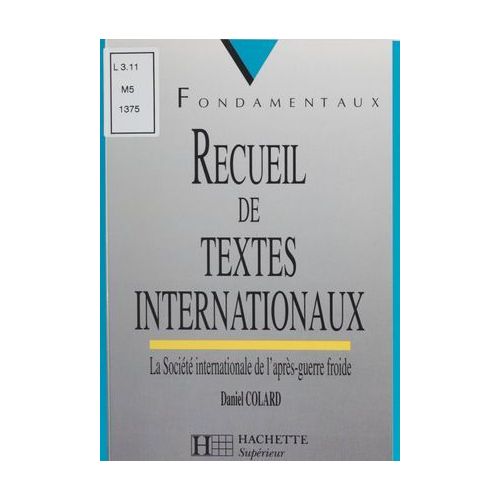 L 3.11
M5
1375
FONDAMENTAUX
RECUEIL
DE
TEXTES
INTERNATIONAUX
La Société internationale de l'après-guerre froide
Daniel COLARD
H HACHETTE
Supérieur